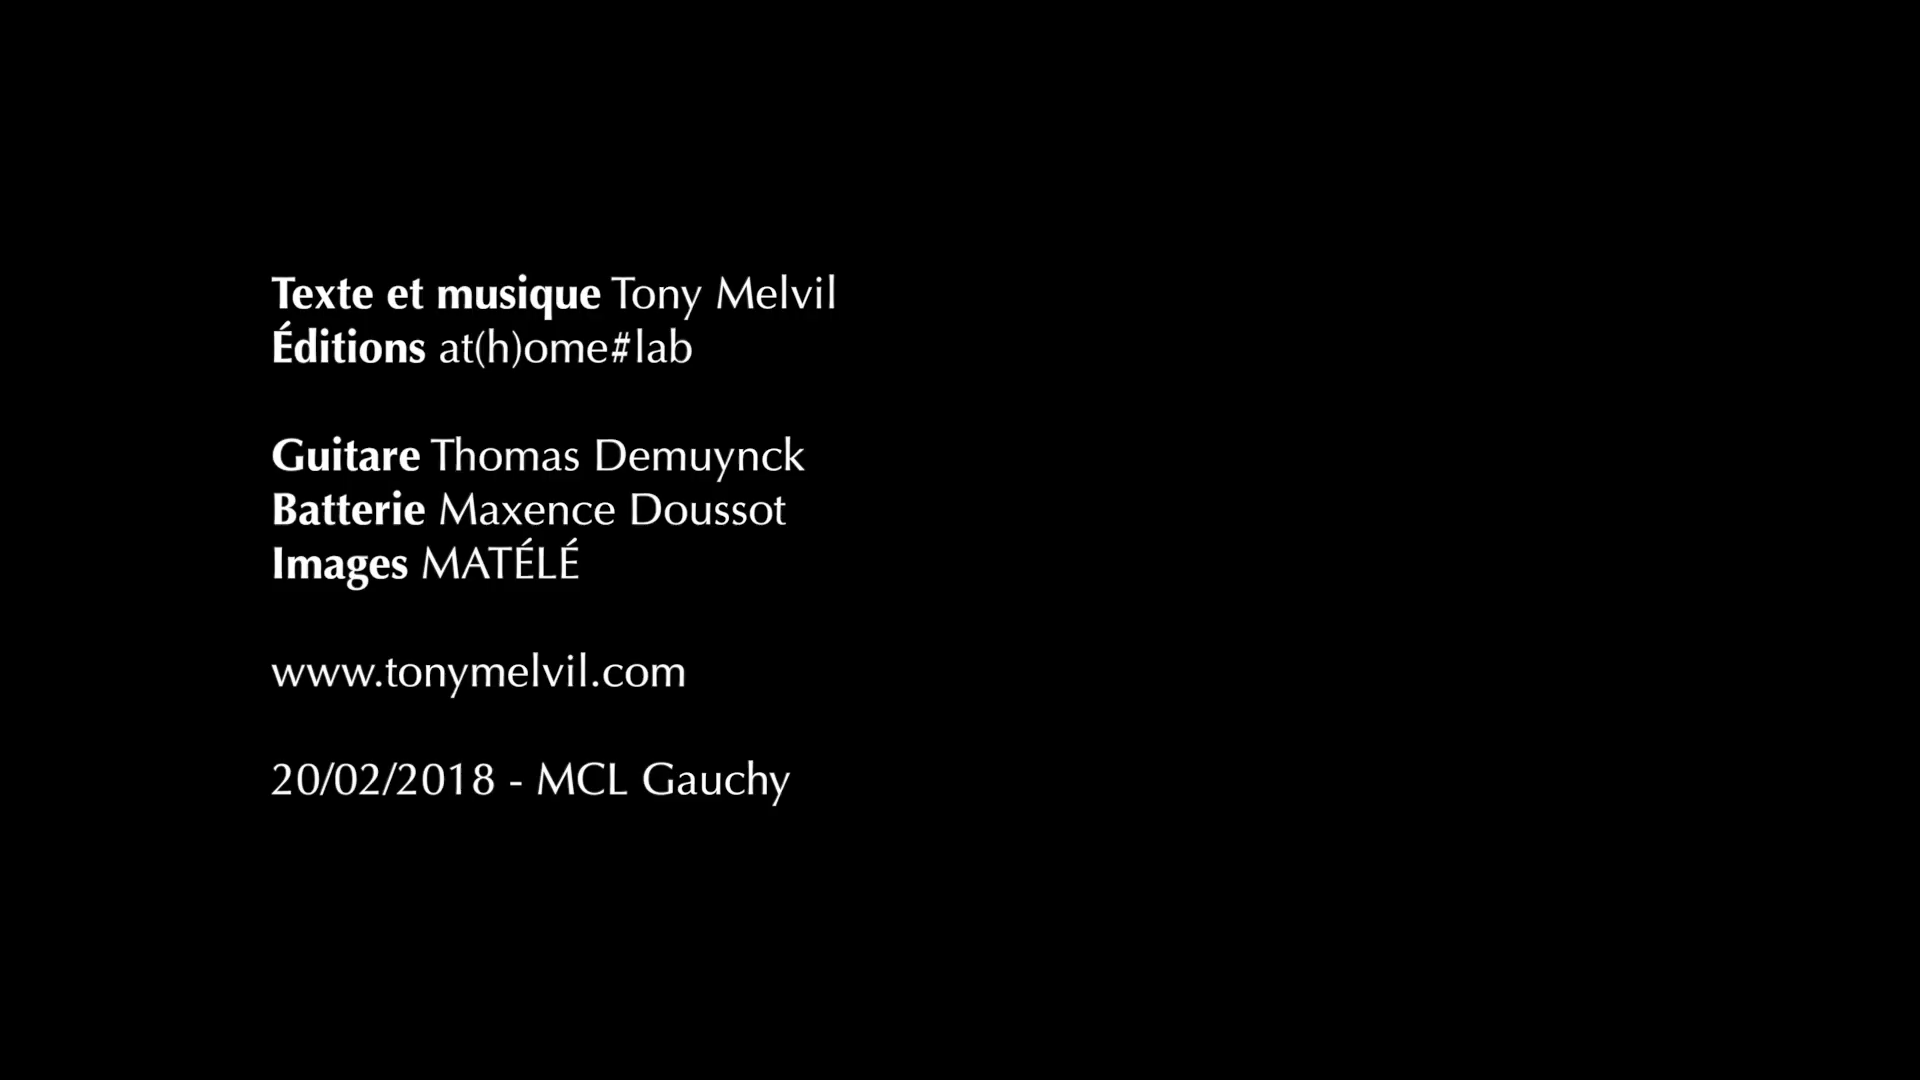 Texte et musique Tony Melvil
Éditions at(h)ome#lab
Guitare Thomas Demuynck
Batterie Maxence Doussot
Images MATÉLÉ
www.tonymelvil.com
20/02/2018 - MCL Gauchy